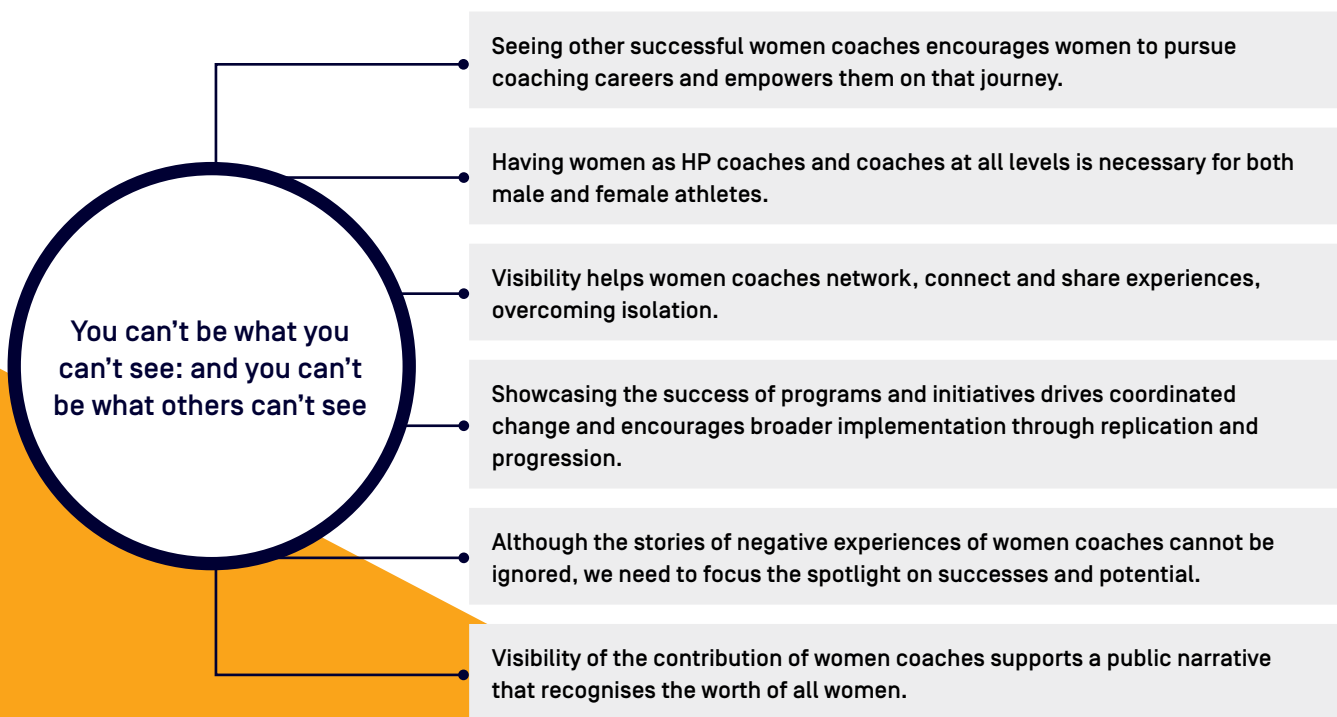 Seeing other successful women coaches encourages women to pursue
coaching careers and empowers them on that journey.
Having women as HP coaches and coaches at all levels is necessary for both
male and female athletes.
Visibility helps women coaches network, connect and share experiences,
overcoming isolation.
You can’t be what you
can’t see: and you can’t
be what others can’t see
Showcasing the success of programs and initiatives drives coordinated
change and encourages broader implementation through replication and
progression.
Although the stories of negative experiences of women coaches cannot be
ignored, we need to focus the spotlight on successes and potential.
Visibility of the contribution of women coaches supports a public narrative
that recognises the worth of all women.